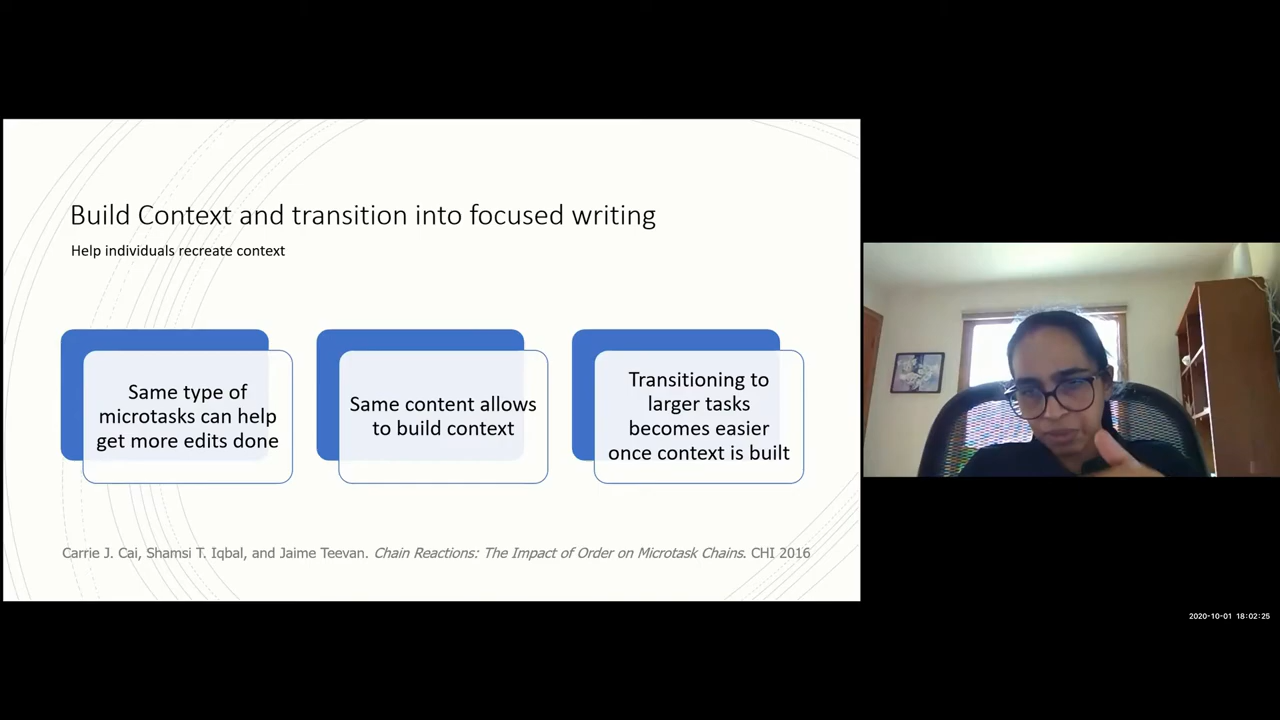 Build Context and transition into focused writing
Help individuals recreate context
Same type of
microtasks can help
get more edits done
Same content allows
to build context
Transitioning to
larger tasks
becomes easier
once context is built
Carrie J. Cai, Shamsi T. Iqbal, and Jaime Teevan. Chain Reactions: The Impact of Order on Microtask Chains. CHI 2016
2020-10-01 18:02:25